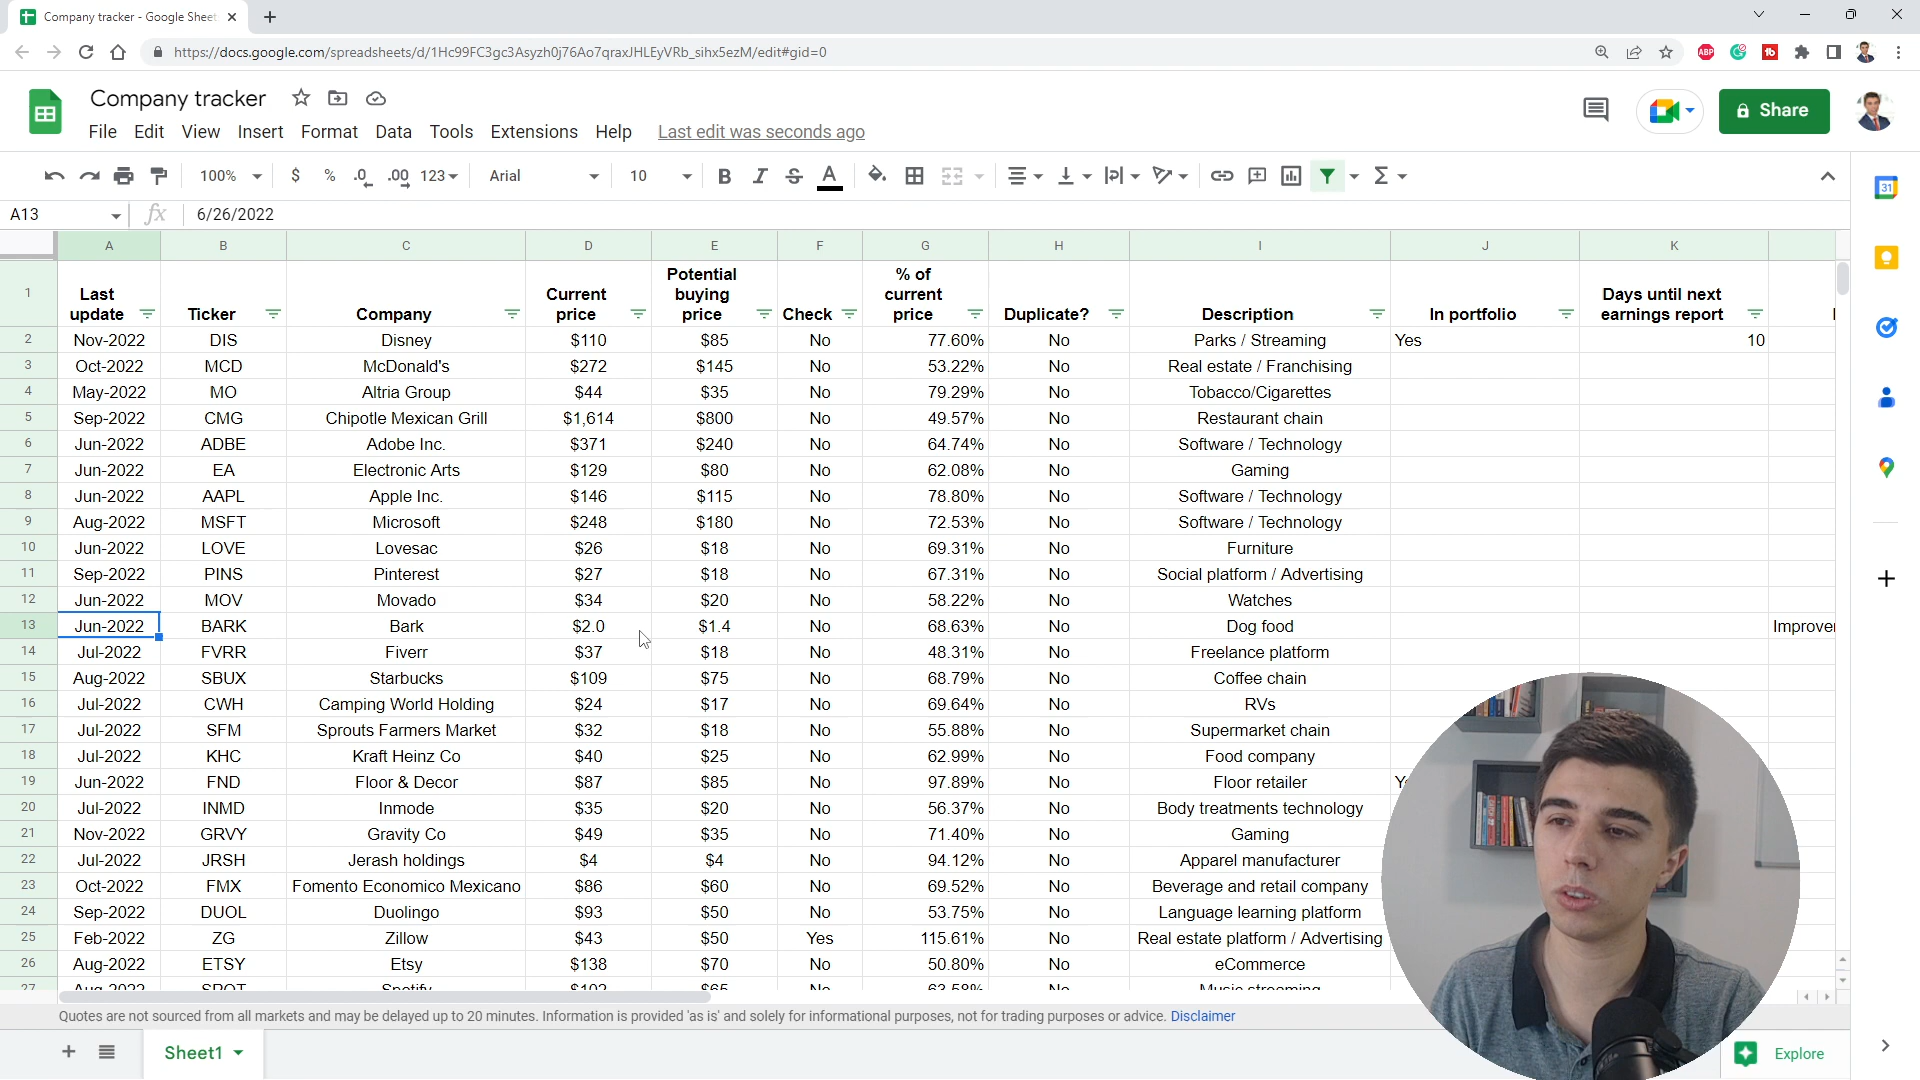 Company tracker - Google Sheet
https://docs.google.com/spreadsheets/d/1Hc99FC3gc3Asyzh0j76Ao7qraxJHLEyVRb_sihx5ezM/edit#gid=0
ABP
Company tracker
File Edit View Insert Format Data Tools Extensions Help Last edit was seconds ago
Share
100% $ % .0 .00 123 Arial 10 B I S A
31
A13 fx 6/26/2022
A B C D E F G H I J K
1 Last update Ticker Company Current price Potential buying price Check % of current price Duplicate? Description In portfolio Days until next earnings report
2 Nov-2022 DIS Disney $110 $85 No 77.60% No Parks / Streaming Yes 10
3 Oct-2022 MCD McDonald's $272 $145 No 53.22% No Real estate / Franchising
4 May-2022 MO Altria Group $44 $35 No 79.29% No Tobacco/Cigarettes
5 Sep-2022 CMG Chipotle Mexican Grill $1,614 $800 No 49.57% No Restaurant chain
6 Jun-2022 ADBE Adobe Inc. $371 $240 No 64.74% No Software / Technology
7 Jun-2022 EA Electronic Arts $129 $80 No 62.08% No Gaming
8 Jun-2022 AAPL Apple Inc. $146 $115 No 78.80% No Software / Technology
9 Aug-2022 MSFT Microsoft $248 $180 No 72.53% No Software / Technology
10 Jun-2022 LOVE Lovesac $26 $18 No 69.31% No Furniture
11 Sep-2022 PINS Pinterest $27 $18 No 67.31% No Social platform / Advertising
12 Jun-2022 MOV Movado $34 $20 No 58.22% No Watches
13 Jun-2022 BARK Bark $2.0 $1.4 No 68.63% No Dog food Improve
14 Jul-2022 FVRR Fiverr $37 $18 No 48.31% No Freelance platform
15 Aug-2022 SBUX Starbucks $109 $75 No 68.79% No Coffee chain
16 Jul-2022 CWH Camping World Holding $24 $17 No 69.64% No RVs
17 Jul-2022 SFM Sprouts Farmers Market $32 $18 No 55.88% No Supermarket chain
18 Jul-2022 KHC Kraft Heinz Co $40 $25 No 62.99% No Food company
19 Jun-2022 FND Floor & Decor $87 $85 No 97.89% No Floor retailer
20 Jul-2022 INMD Inmode $35 $20 No 56.37% No Body treatments technology
21 Nov-2022 GRVY Gravity Co $49 $35 No 71.40% No Gaming
22 Jul-2022 JRSH Jerash holdings $4 $4 No 94.12% No Apparel manufacturer
23 Oct-2022 FMX Fomento Economico Mexicano $86 $60 No 69.52% No Beverage and retail company
24 Sep-2022 DUOL Duolingo $93 $50 No 53.75% No Language learning platform
25 Feb-2022 ZG Zillow $43 $50 Yes 115.61% No Real estate platform / Advertising
26 Aug-2022 ETSY Etsy $138 $70 No 50.80% No eCommerce
27 Aug-2022 SPOT Spotify $102 $65 No 63.58% No Music streaming
Quotes are not sourced from all markets and may be delayed up to 20 minutes. Information is provided 'as is' and solely for informational purposes, not for trading purposes or advice. Disclaimer
Sheet1
Explore